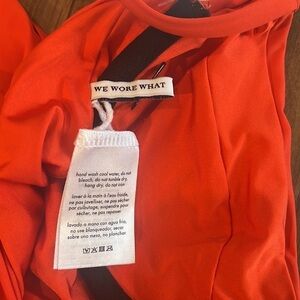 WE WORE WHAT
hand wash cool water, do not
bleach, do not tumble dry,
hang dry, do not iron
laver à la main à l'eau froide,
ne pas javelliser, ne pas sécher
par culbutage, suspendre pour
sécher, ne pas repasser
lavado a mano con agua fria,
no use blanqueador, secar
sobre una mesa, no planchar,